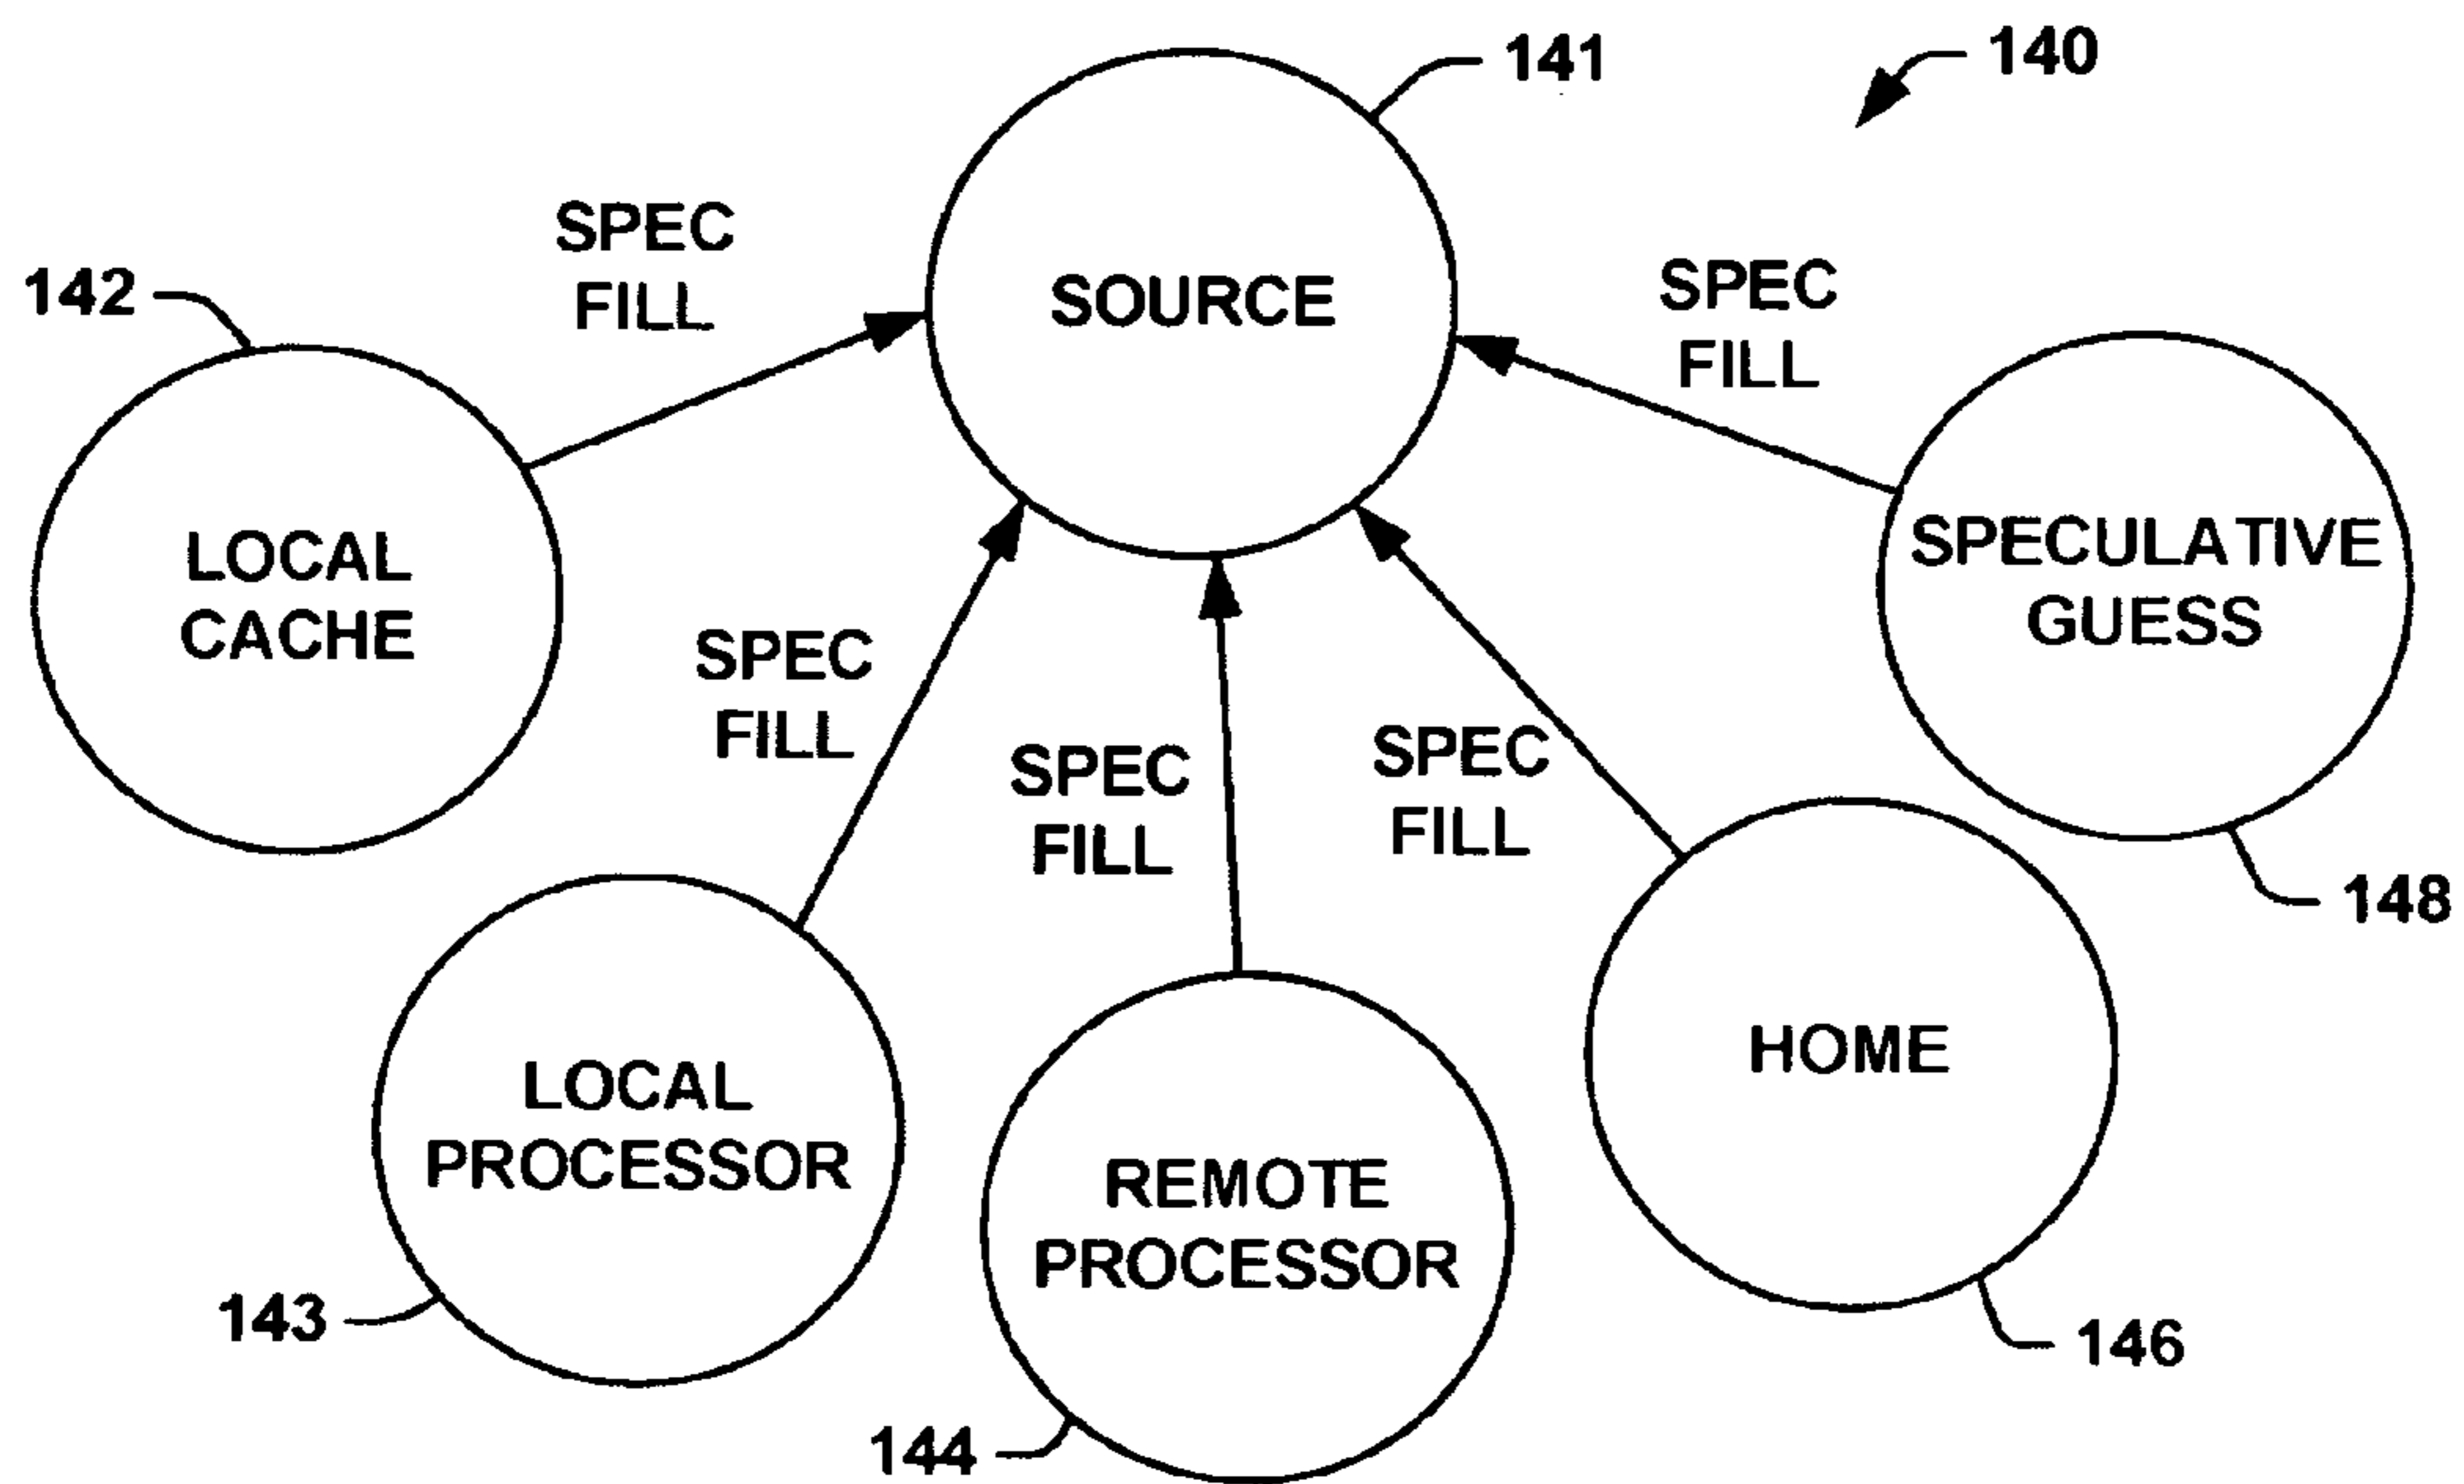 141
140
SPEC
FILL
142
SOURCE
SPEC
FILL
LOCAL
CACHE
SPECULATIVE
GUESS
SPEC
FILL
SPEC
FILL
SPEC
FILL
148
LOCAL
PROCESSOR
HOME
REMOTE
PROCESSOR
143
146
144